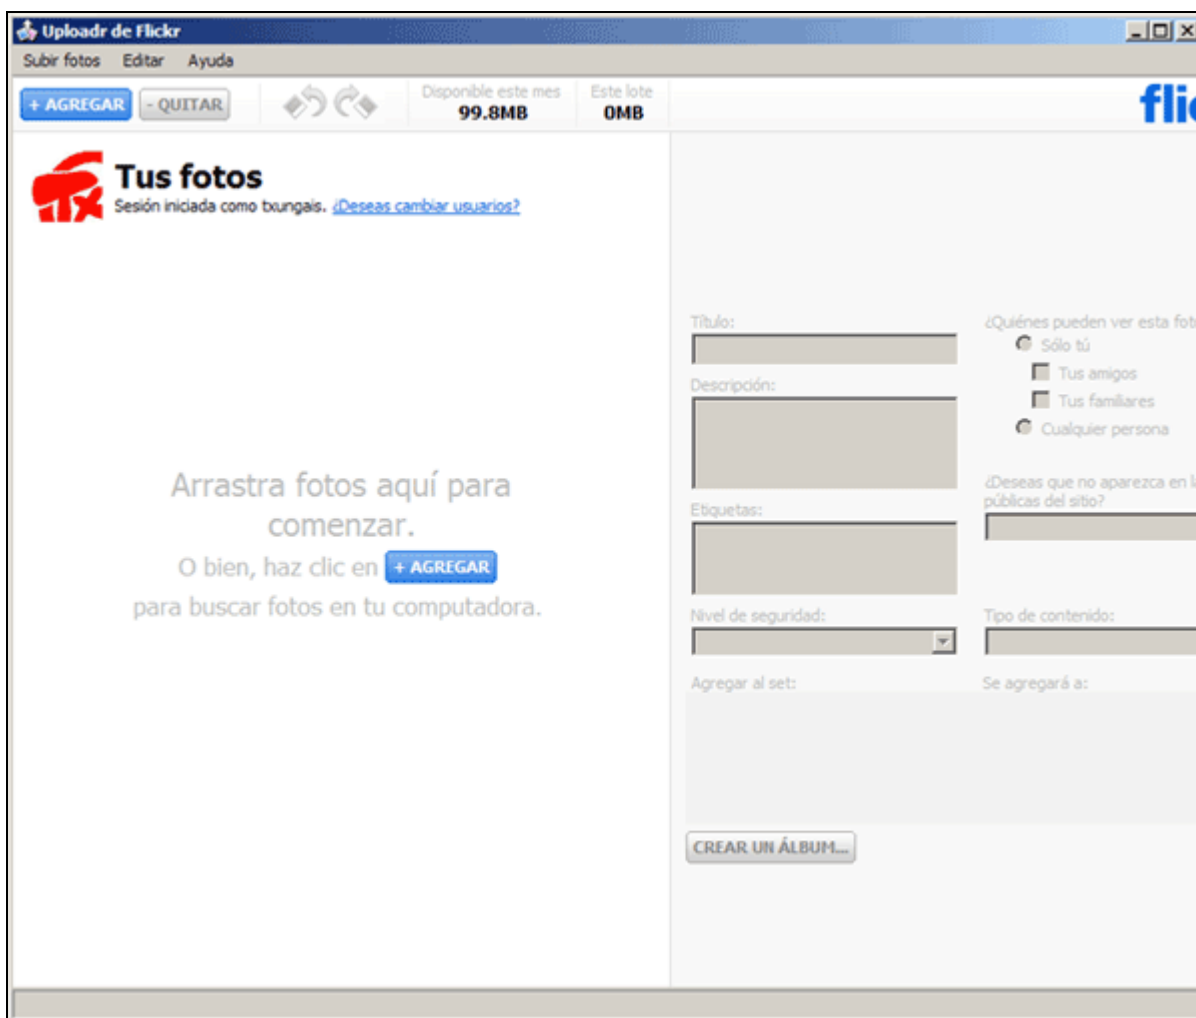 Uploadr de Flickr
Subir fotos Editar Ayuda
+ AGREGAR - QUITAR
Disponible este mes
99.8MB
Este lote
0MB
flic
Tx
Tus fotos
Sesión iniciada como txungais. ¿Deseas cambiar usuarios?
Arrastra fotos aquí para
comenzar.
O bien, haz clic en + AGREGAR
para buscar fotos en tu computadora.
Título:
Descripción:
Etiquetas:
Nivel de seguridad:
Agregar al set:
CREAR UN ÁLBUM...
¿Quiénes pueden ver esta foto
Sólo tú
Tus amigos
Tus familiares
Cualquier persona
¿Deseas que no aparezca en la
públicas del sitio?
Tipo de contenido:
Se agregará a: